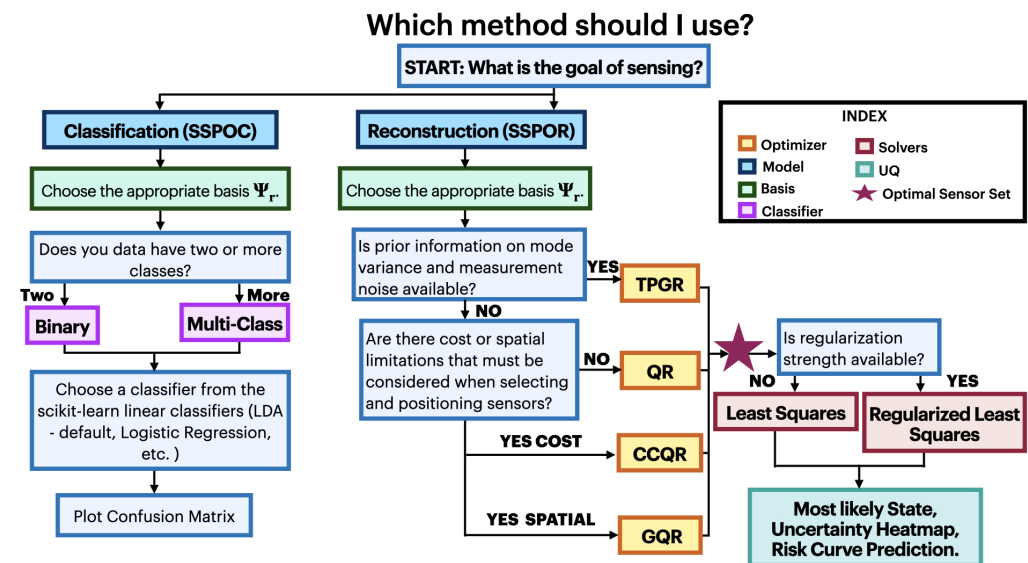 Which method should I use?
START: What is the goal of sensing?
Classification (SSPOC)
Choose the appropriate basis Ψr.
Does you data have two or more
classes?
Two
More
Binary
Multi-Class
Choose a classifier from the
scikit-learn linear classifiers (LDA
- default, Logistic Regression,
etc. )
Plot Confusion Matrix
Reconstruction (SSPOR)
Choose the appropriate basis Ψr.
Is prior information on mode
variance and measurement
noise available?
YES
TPGR
NO
Are there cost or spatial
limitations that must be
considered when selecting
and positioning sensors?
NO
QR
YES COST
CCQR
YES SPATIAL
GQR
Is regularization
strength available?
NO
YES
Least Squares
Regularized Least
Squares
Most likely State,
Uncertainty Heatmap,
Risk Curve Prediction.
INDEX
Optimizer
Model
Basis
Classifier
Solvers
UQ
Optimal Sensor Set